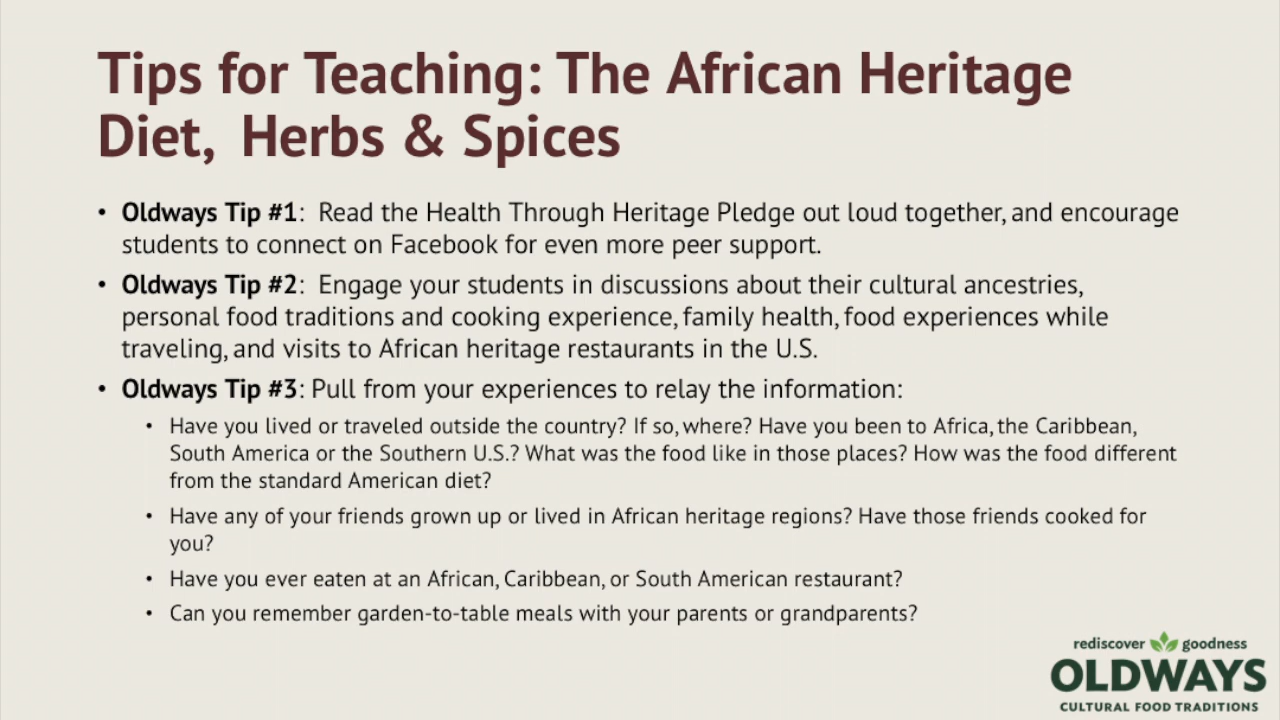 Tips for Teaching: The African Heritage
Diet, Herbs & Spices
• Oldways Tip #1: Read the Health Through Heritage Pledge out loud together, and encourage
students to connect on Facebook for even more peer support.
• Oldways Tip #2: Engage your students in discussions about their cultural ancestries,
personal food traditions and cooking experience, family health, food experiences while
traveling, and visits to African heritage restaurants in the U.S.
• Oldways Tip #3: Pull from your experiences to relay the information:
• Have you lived or traveled outside the country? If so, where? Have you been to Africa, the Caribbean,
South America or the Southern U.S.? What was the food like in those places? How was the food different
from the standard American diet?
• Have any of your friends grown up or lived in African heritage regions? Have those friends cooked for
you?
• Have you ever eaten at an African, Caribbean, or South American restaurant?
• Can you remember garden-to-table meals with your parents or grandparents?
rediscover goodness
OLDWAYS
CULTURAL FOOD TRADITIONS